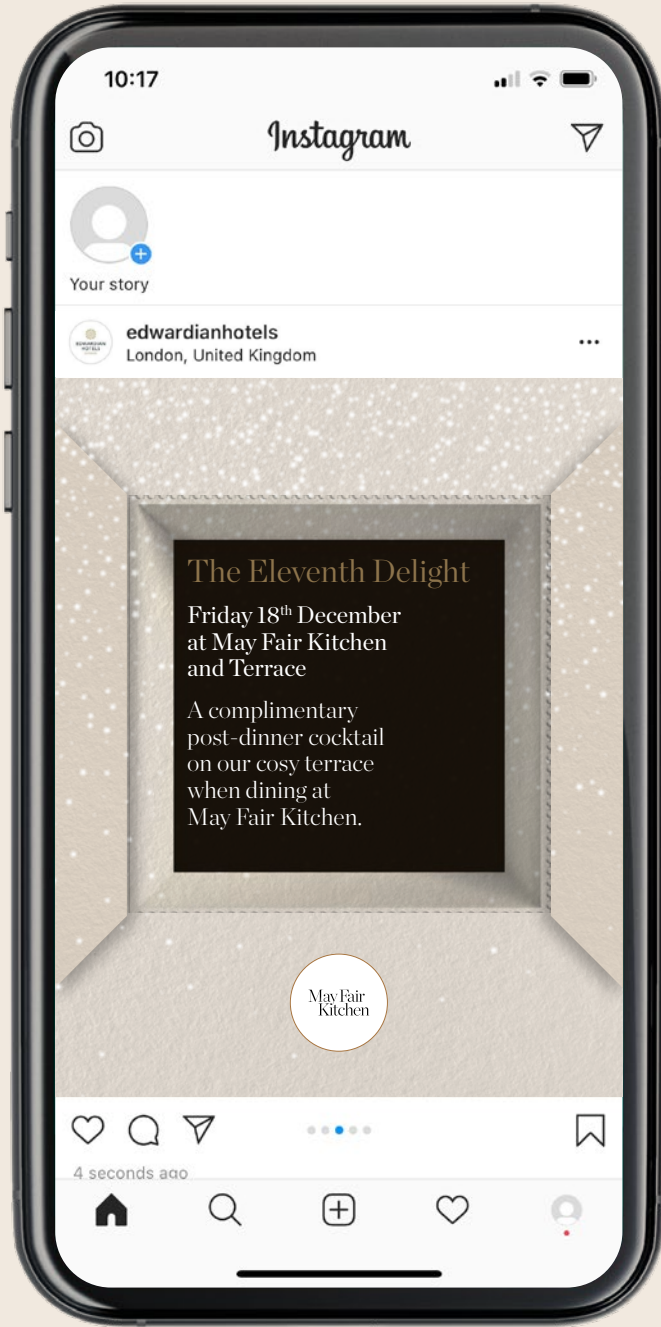 10:17
Instagram
Your story
edwardianhotels
London, United Kingdom
The Eleventh Delight
Friday 18th December
at May Fair Kitchen
and Terrace
A complimentary
post-dinner cocktail
on our cosy terrace
when dining at
May Fair Kitchen.
May Fair
Kitchen
4 seconds ago